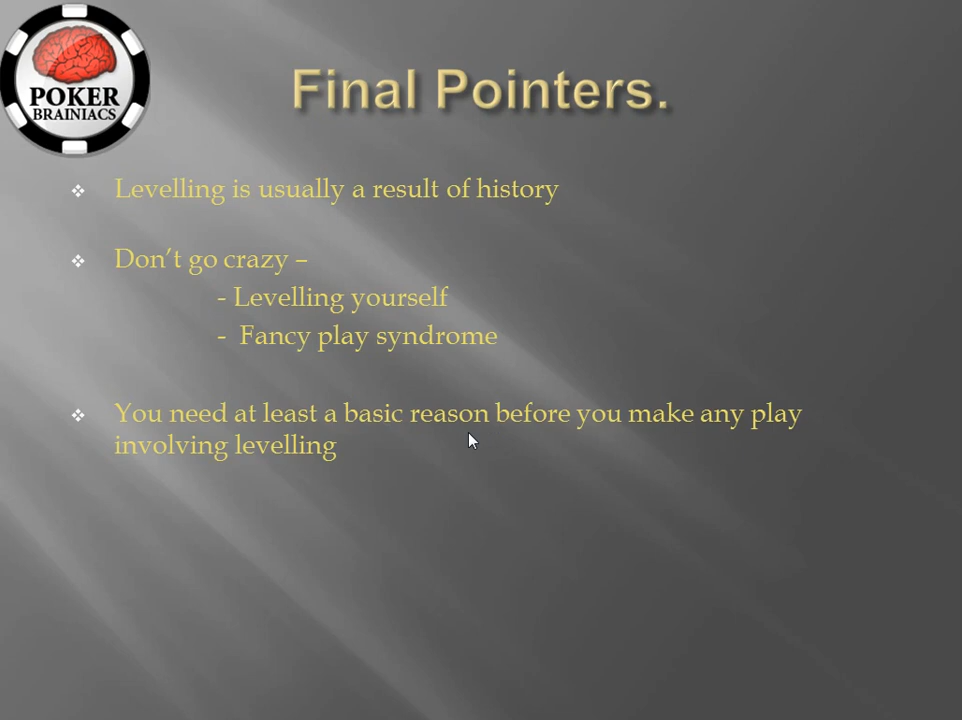 POKER
BRAINIACS
Final Pointers.
Levelling is usually a result of history
Don't go crazy –
- Levelling yourself
- Fancy play syndrome
You need at least a basic reason before you make any play
involving levelling